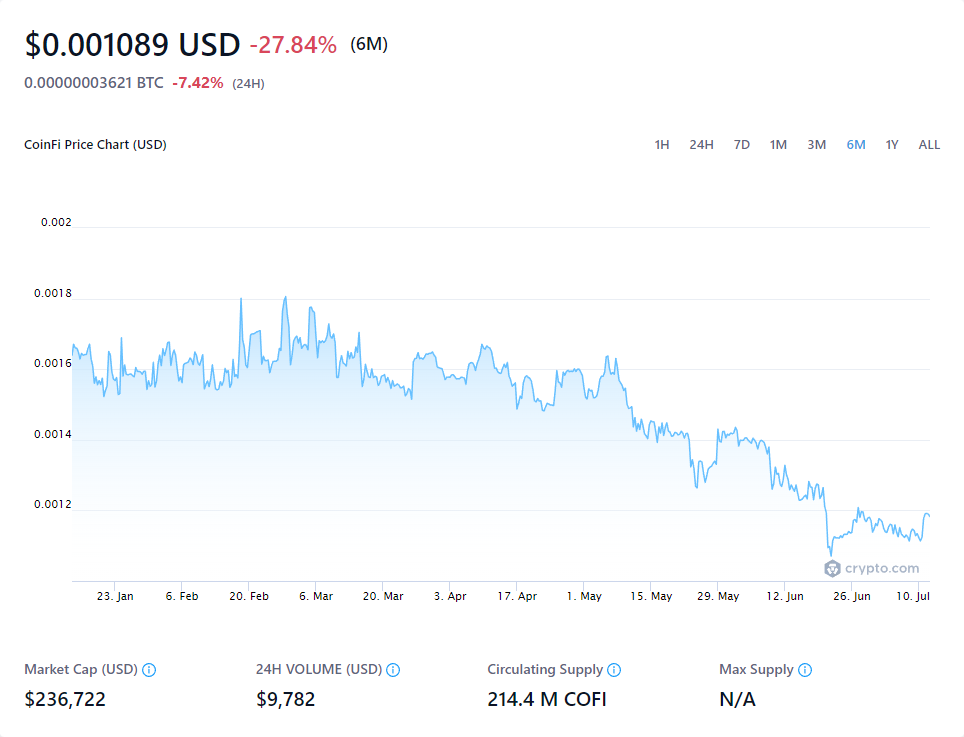 $0.001089 USD -27.84% (6M)
0.00000003621 BTC -7.42% (24H)
CoinFi Price Chart (USD) 1H 24H 7D 1M 3M 6M 1Y ALL
0.002
0.0018
0.0016
0.0014
0.0012
crypto.com
23. Jan 6. Feb 20. Feb 6. Mar 20. Mar 3. Apr 17. Apr 1. May 15. May 29. May 12. Jun 26. Jun 10. Jul
Market Cap (USD) 24H VOLUME (USD) Circulating Supply Max Supply
$236,722 $9,782 214.4 M COFI N/A